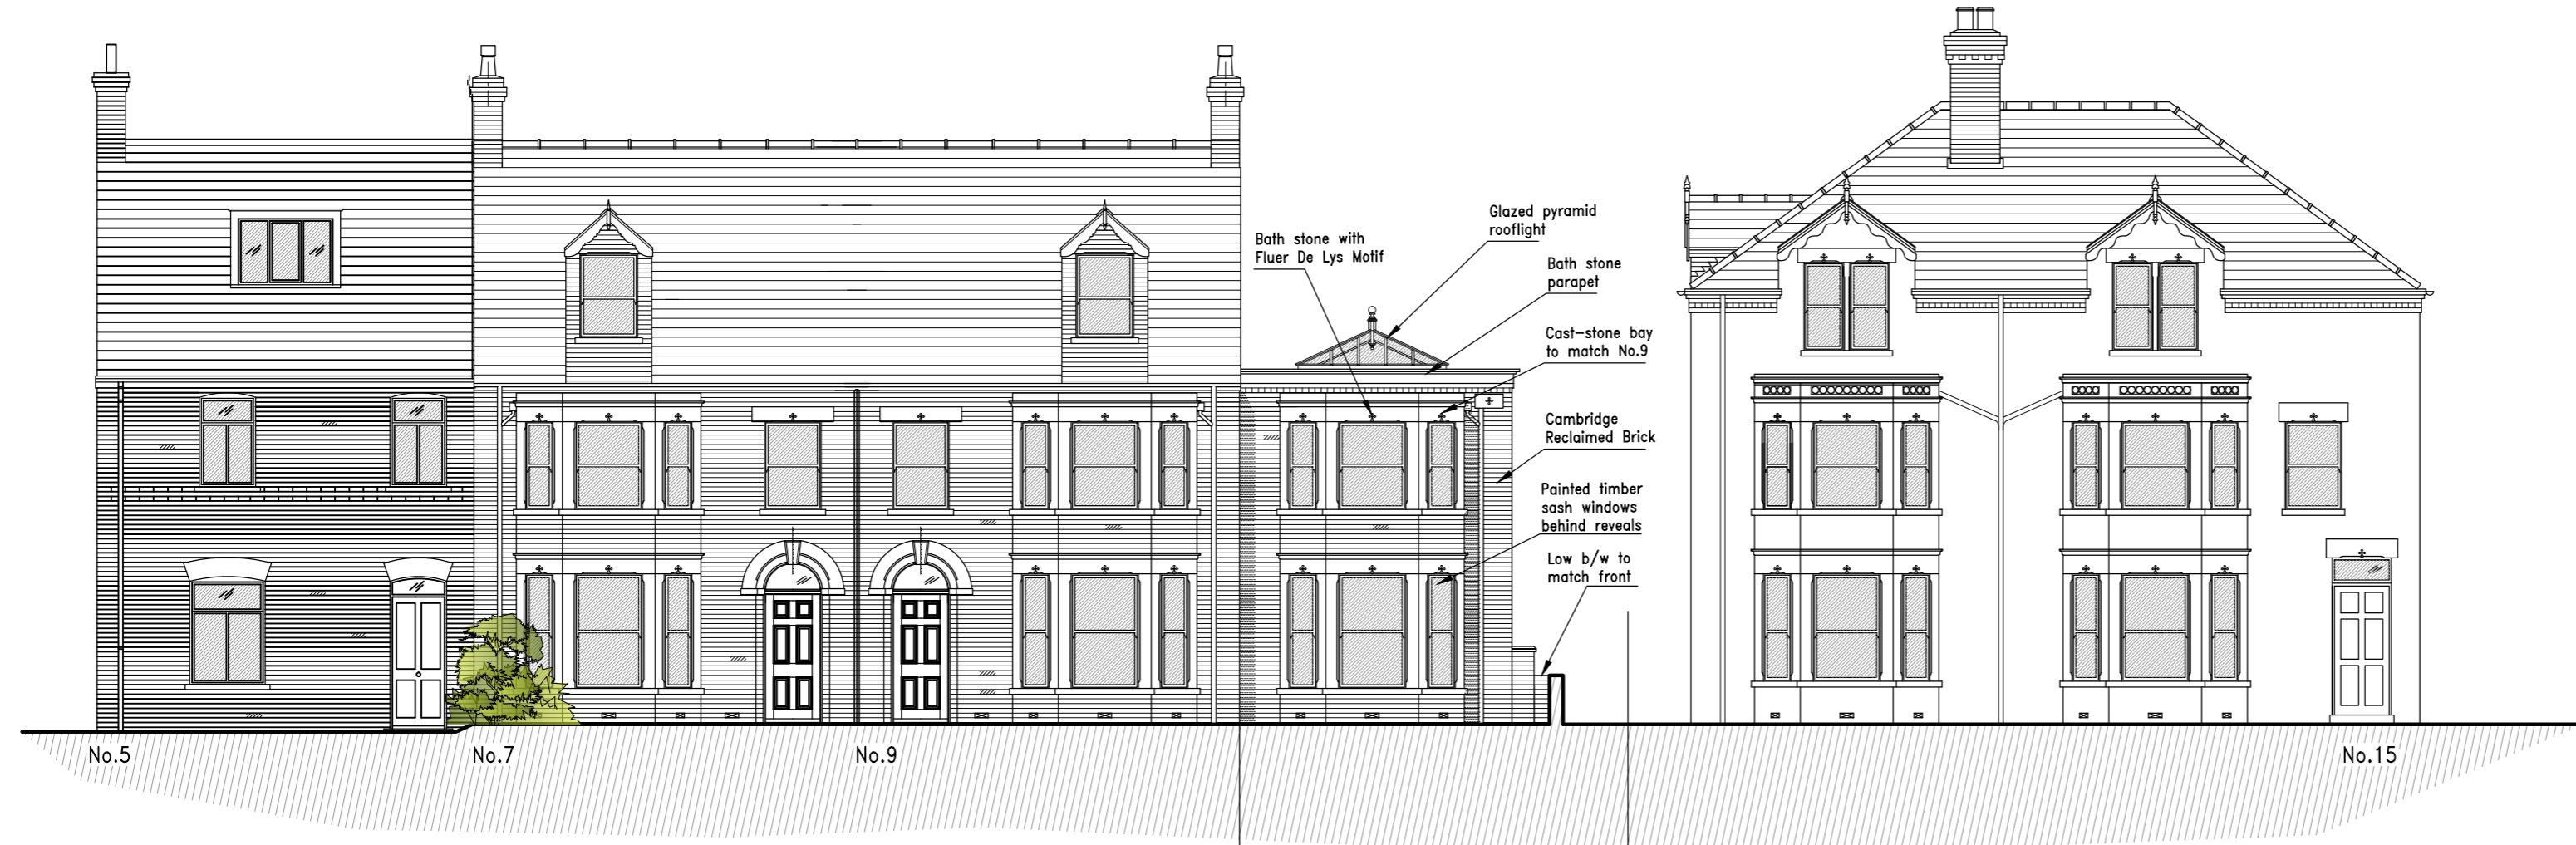 Glazed pyramid
rooflight
Bath stone with
Fluer De Lys Motif
Bath stone
parapet
Cast-stone bay
to match No.9
Cambridge
Reclaimed Brick
Painted timber
sash windows
behind reveals
Low b/w to
match front
No.5
No.7
No.9
No.15